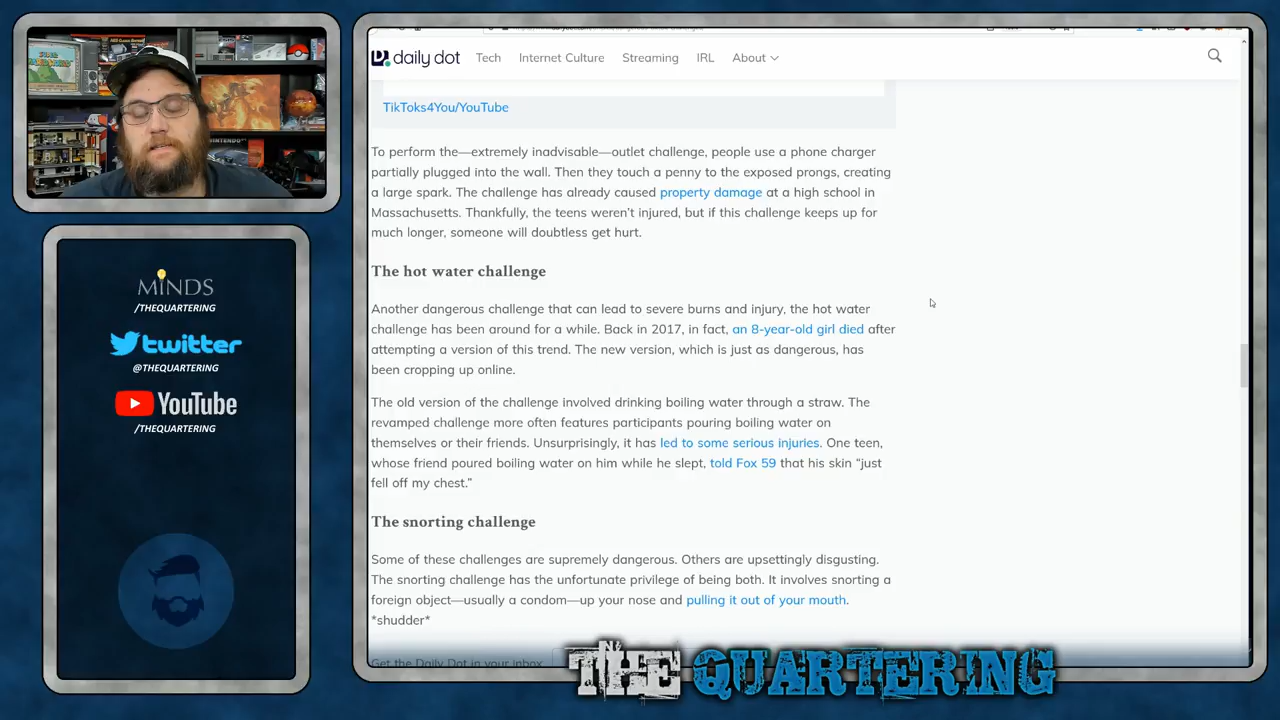 daily dot
Tech
Internet Culture
Streaming
IRL
About
TikToks4You/YouTube
To perform the—extremely inadvisable—outlet challenge, people use a phone charger
partially plugged into the wall. Then they touch a penny to the exposed prongs, creating
a large spark. The challenge has already caused property damage at a high school in
Massachusetts. Thankfully, the teens weren't injured, but if this challenge keeps up for
much longer, someone will doubtless get hurt.
The hot water challenge
Another dangerous challenge that can lead to severe burns and injury, the hot water
challenge has been around for a while. Back in 2017, in fact, an 8-year-old girl died after
attempting a version of this trend. The new version, which is just as dangerous, has
been cropping up online.
The old version of the challenge involved drinking boiling water through a straw. The
revamped challenge more often features participants pouring boiling water on
themselves or their friends. Unsurprisingly, it has led to some serious injuries. One teen,
whose friend poured boiling water on him while he slept, told Fox 59 that his skin “just
fell off my chest.”
The snorting challenge
Some of these challenges are supremely dangerous. Others are upsettingly disgusting.
The snorting challenge has the unfortunate privilege of being both. It involves snorting a
foreign object—usually a condom—up your nose and pulling it out of your mouth.
*shudder*
Get the Daily Dot in your inbox
MINDS
/THEQUARTERING
twitter
@THEQUARTERING
YouTube
/THEQUARTERING
THE QUARTERING
NINTENDO